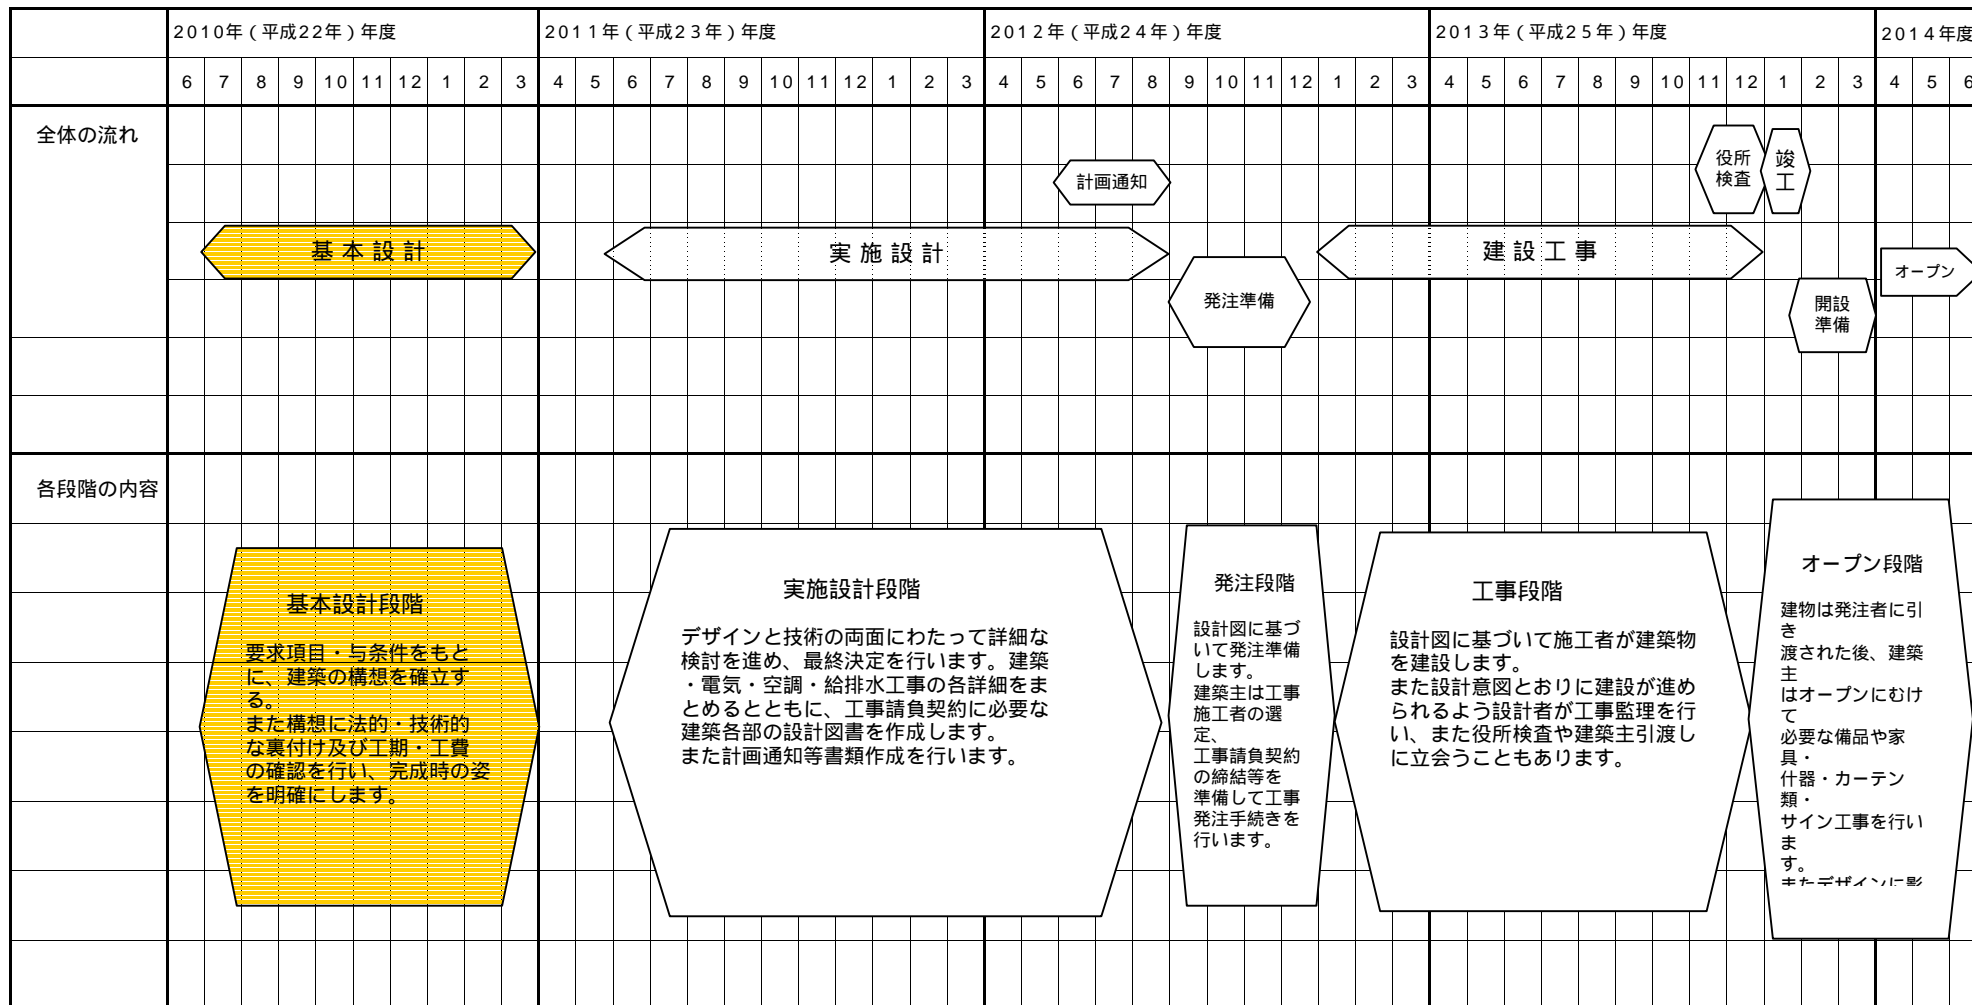 2010年(平成22年)年度 2011年(平成23年)年度 2012年(平成24年)年度 2013年(平成25年)年度 2014年度
6 7 8 9 10 11 12 1 2 3 4 5 6 7 8 9 10 11 12 1 2 3 4 5 6 7 8 9 10 11 12 1 2 3 4 5 6 7 8 9 10 11 12 1 2 3 4 5 6
全体の流れ
計画通知
役所
検査
竣
工
基本設計
実施設計
建設工事
発注準備
開設
準備
オープン
各段階の内容
基本設計段階
要求項目・与条件をもと
に、建築の構想を確立す
る。
また構想に法的・技術的
な裏付け及び工期・工費
の確認を行い、完成時の姿
を明確にします。
実施設計段階
デザインと技術の両面にわたって詳細な
検討を進め、最終決定を行います。建築
・電気・空調・給排水工事の各詳細をま
とめるとともに、工事請負契約に必要な
建築各部の設計図書を作成します。
また計画通知等書類作成を行います。
発注段階
設計図に基づ
いて発注準備
します。
建築主は工事
施工者の選
定、
工事請負契約
の締結等を
準備して工事
発注手続きを
行います。
工事段階
設計図に基づいて施工者が建築物
を建設します。
また設計意図とおりに建設が進め
られるよう設計者が工事監理を行
い、また役所検査や建築主引渡し
に立会うこともあります。
オープン段階
建物は発注者に引
き
渡された後、建築
主
はオープンにむけ
て
必要な備品や家
具・
什器・カーテン
類・
サイン工事を行い
ま
す。
またデザインに影